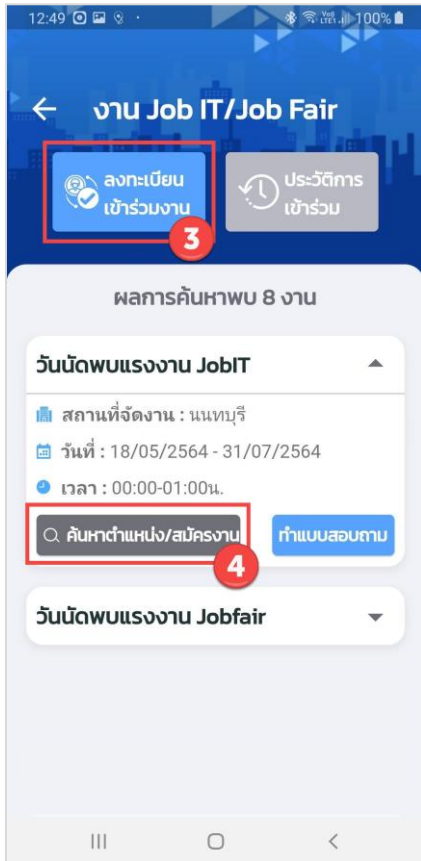 12:49 100%
งาน Job IT/Job Fair
ลงทะเบียน
เข้าร่วมงาน
ประวัติการ
เข้าร่วม
3
ผลการค้นหาพบ 8 งาน
วันนัดพบแรงงาน JobIT
สถานที่จัดงาน : นนทบุรี
วันที่ : 18/05/2564 - 31/07/2564
เวลา : 00:00-01:00น.
ค้นหาตำแหน่ง/สมัครงาน ทำแบบสอบถาม
4
วันนัดพบแรงงาน Jobfair